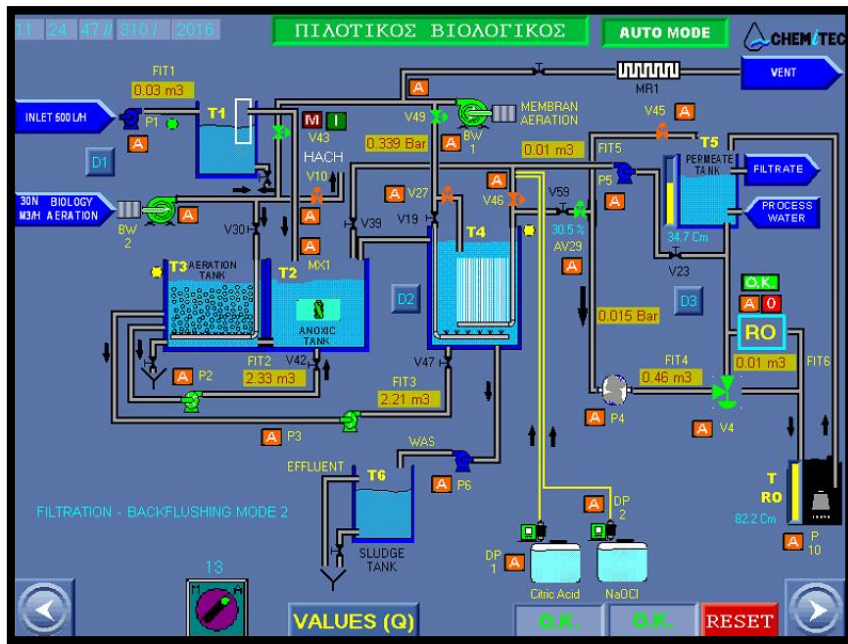 11 24 47 // 310 / 2016
ΠΙΛΟΤΙΚΟΣ ΒΙΟΛΟΓΙΚΟΣ
AUTO MODE
CHEMiTEC
FIT1
0.03 m3
INLET 500L/H
P1
A
T1
D1
M I
V43
HACH
V10
A
V49
A
BW
1
MEMBRAN
AERATION
MR1
VENT
V45
A
0.339 Bar
0.01 m3
FIT5
P5
A
T5
PERMEATE
TANK
FILTRATE
PROCESS
WATER
34.7 Cm
30N BIOLOGY
M3/H AERATION
BW
2
A
V30
A
A
MX1
V39
A
V27
V19
A
V46
V59
30.5 %
AV29
A
V23
T3
AERATION
TANK
T2
ANOXIC
TANK
D2
T4
D3
O.K.
A O
RO
0.015 Bar
0.01 m3
FIT6
FIT2
2.33 m3
V42
A
P2
FIT3
2.21 m3
V47
A
P3
FIT4
0.46 m3
A
P4
A
V4
WAS
EFFLUENT
T6
A
P6
SLUDGE
TANK
FILTRATION - BACKFLUSHING MODE 2
A
DP
2
DP
1
A
Citric Acid
NaOCl
T
RO
82.2 Cm
A
P
10
13
M A
VALUES (Q)
O.K.
O.K.
RESET